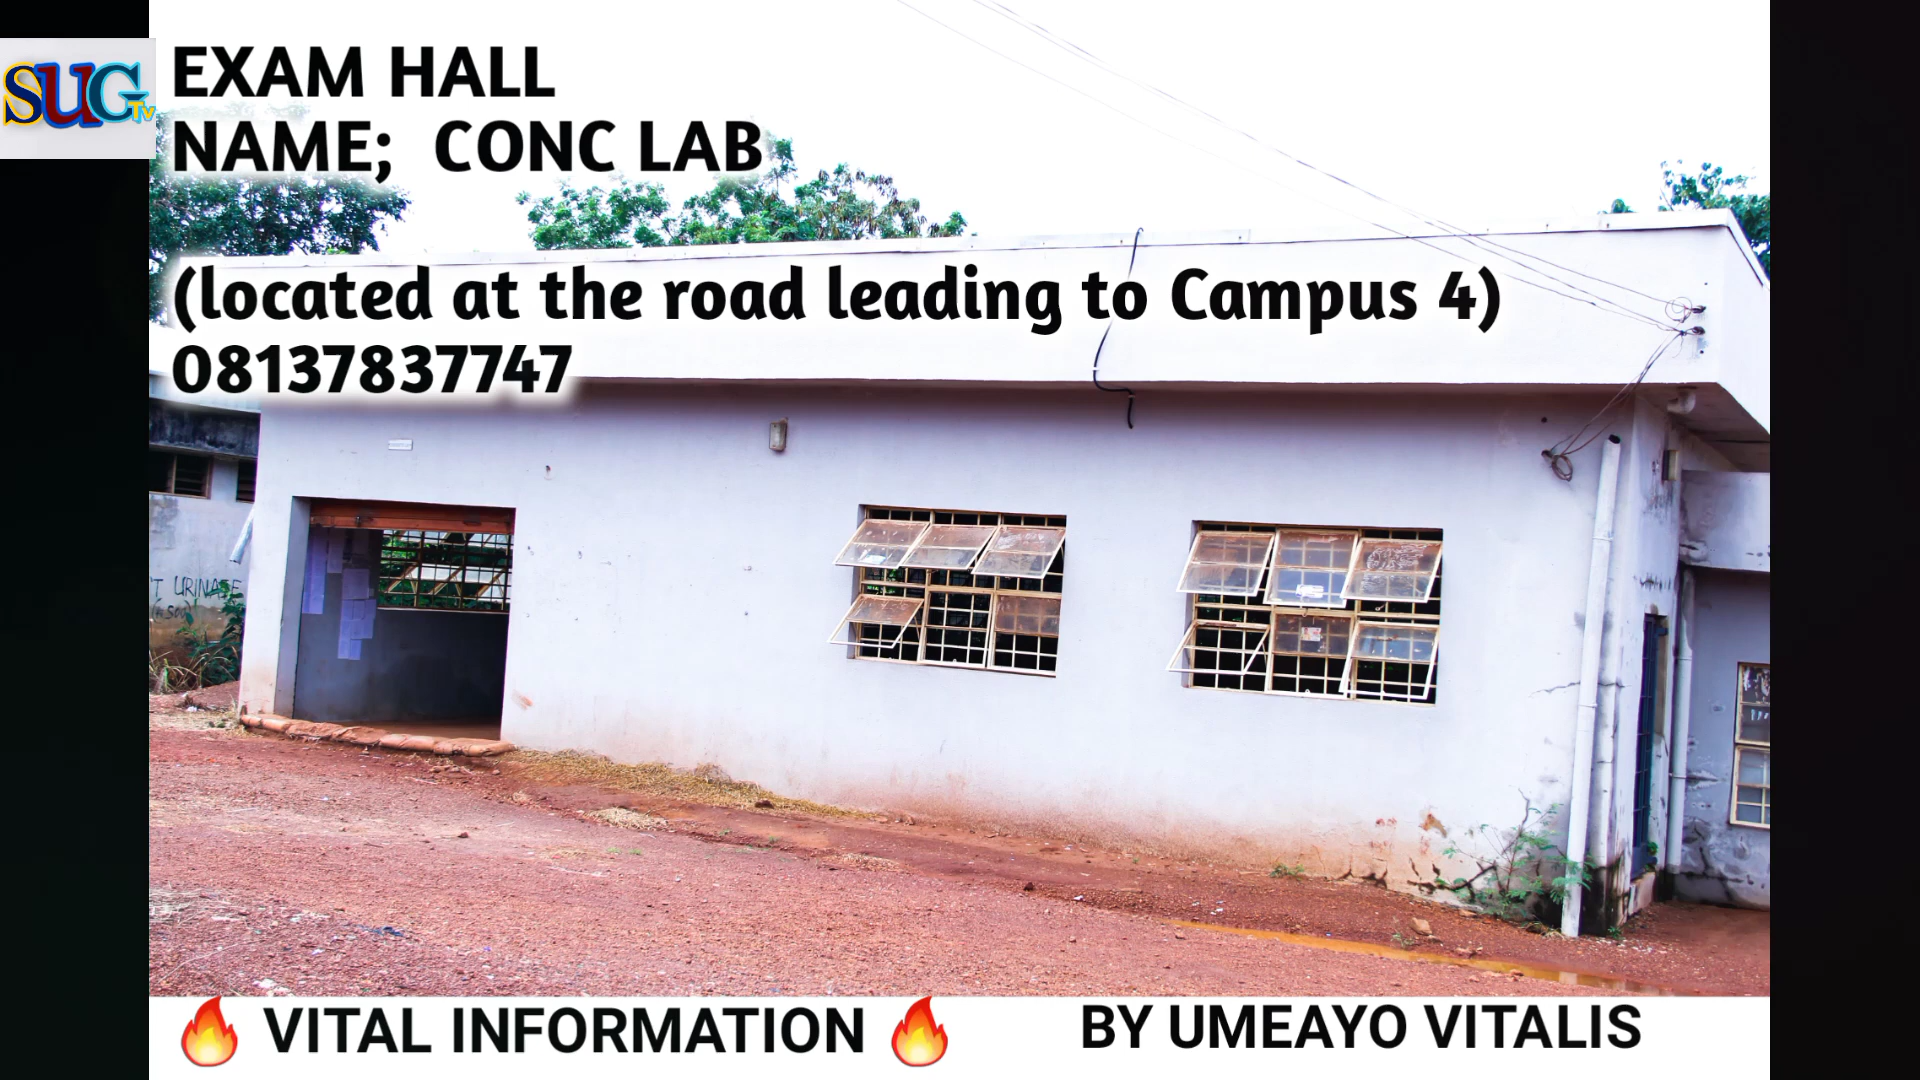 SUG
TV
EXAM HALL
NAME; CONC LAB
(located at the road leading to Campus 4)
08137837747
T URINATE
🔥 VITAL INFORMATION 🔥
BY UMEAYO VITALIS